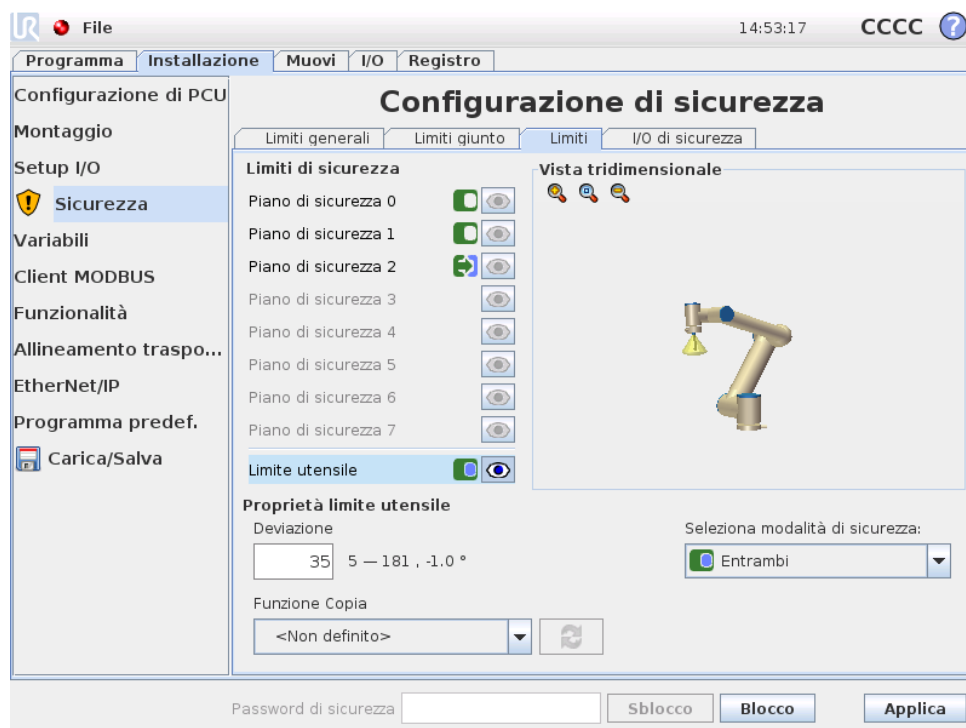 UR File 14:53:17 CCCC ?
Programma Installazione Muovi I/O Registro
Configurazione di PCU
Montaggio
Setup I/O
Sicurezza
Variabili
Client MODBUS
Funzionalità
Allineamento traspo...
EtherNet/IP
Programma predef.
Carica/Salva
Configurazione di sicurezza
Limiti generali Limiti giunto Limiti I/O di sicurezza
Limiti di sicurezza
Piano di sicurezza 0
Piano di sicurezza 1
Piano di sicurezza 2
Piano di sicurezza 3
Piano di sicurezza 4
Piano di sicurezza 5
Piano di sicurezza 6
Piano di sicurezza 7
Limite utensile
Vista tridimensionale
Proprietà limite utensile
Deviazione
35 5 — 181 , -1.0 °
Seleziona modalità di sicurezza:
Entrambi
Funzione Copia
<Non definito>
Password di sicurezza Sblocco Blocco Applica